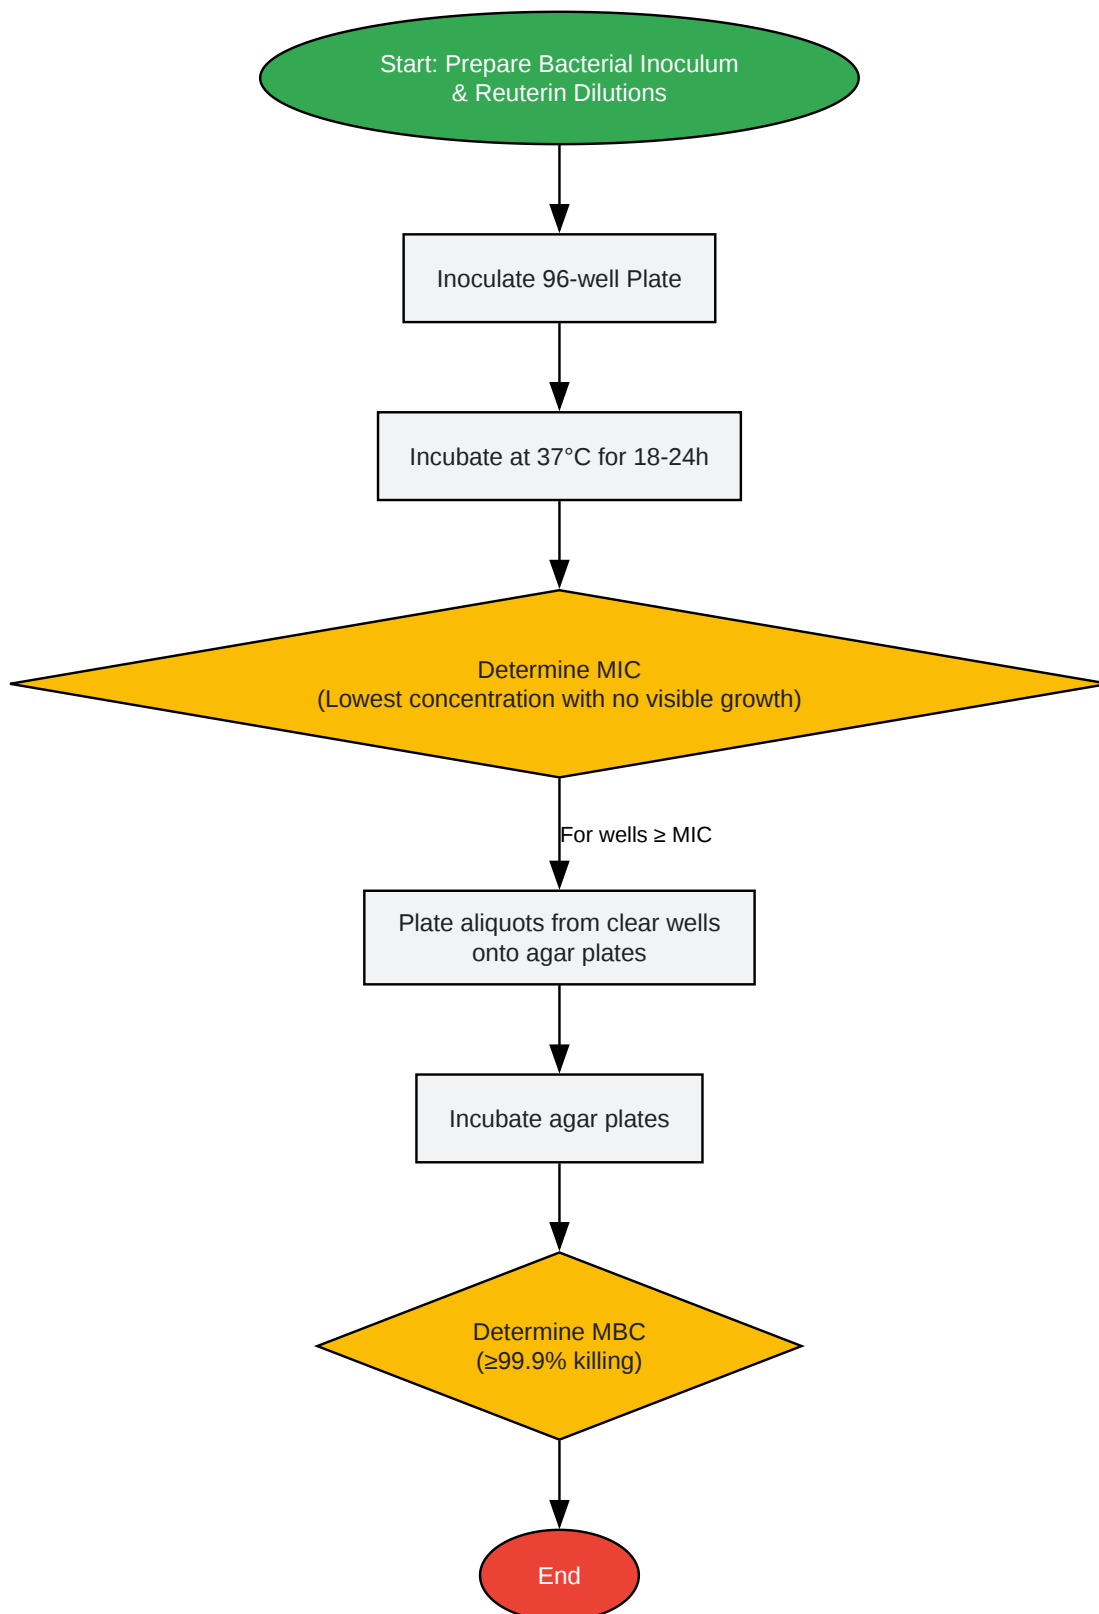 Start: Prepare Bacterial Inoculum
& Reuterin Dilutions
Inoculate 96-well Plate
Incubate at 37°C for 18-24h
Determine MIC
(Lowest concentration with no visible growth)
For wells ≥ MIC
Plate aliquots from clear wells
onto agar plates
Incubate agar plates
Determine MBC
(≥99.9% killing)
End